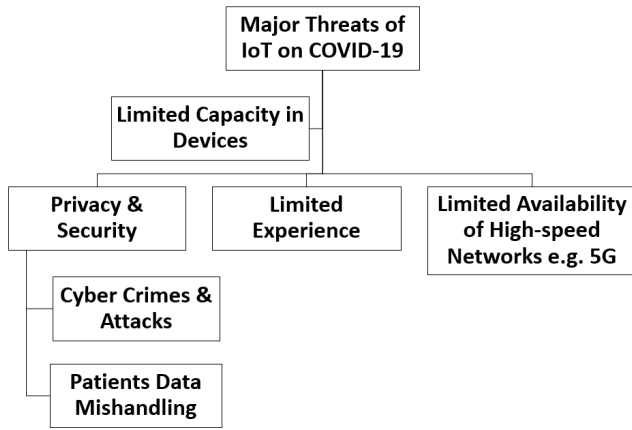 Major Threats of
IoT on COVID-19
Limited Capacity in
Devices
Privacy &
Security
Limited
Experience
Limited Availability
of High-speed
Networks e.g. 5G
Cyber Crimes &
Attacks
Patients Data
Mishandling